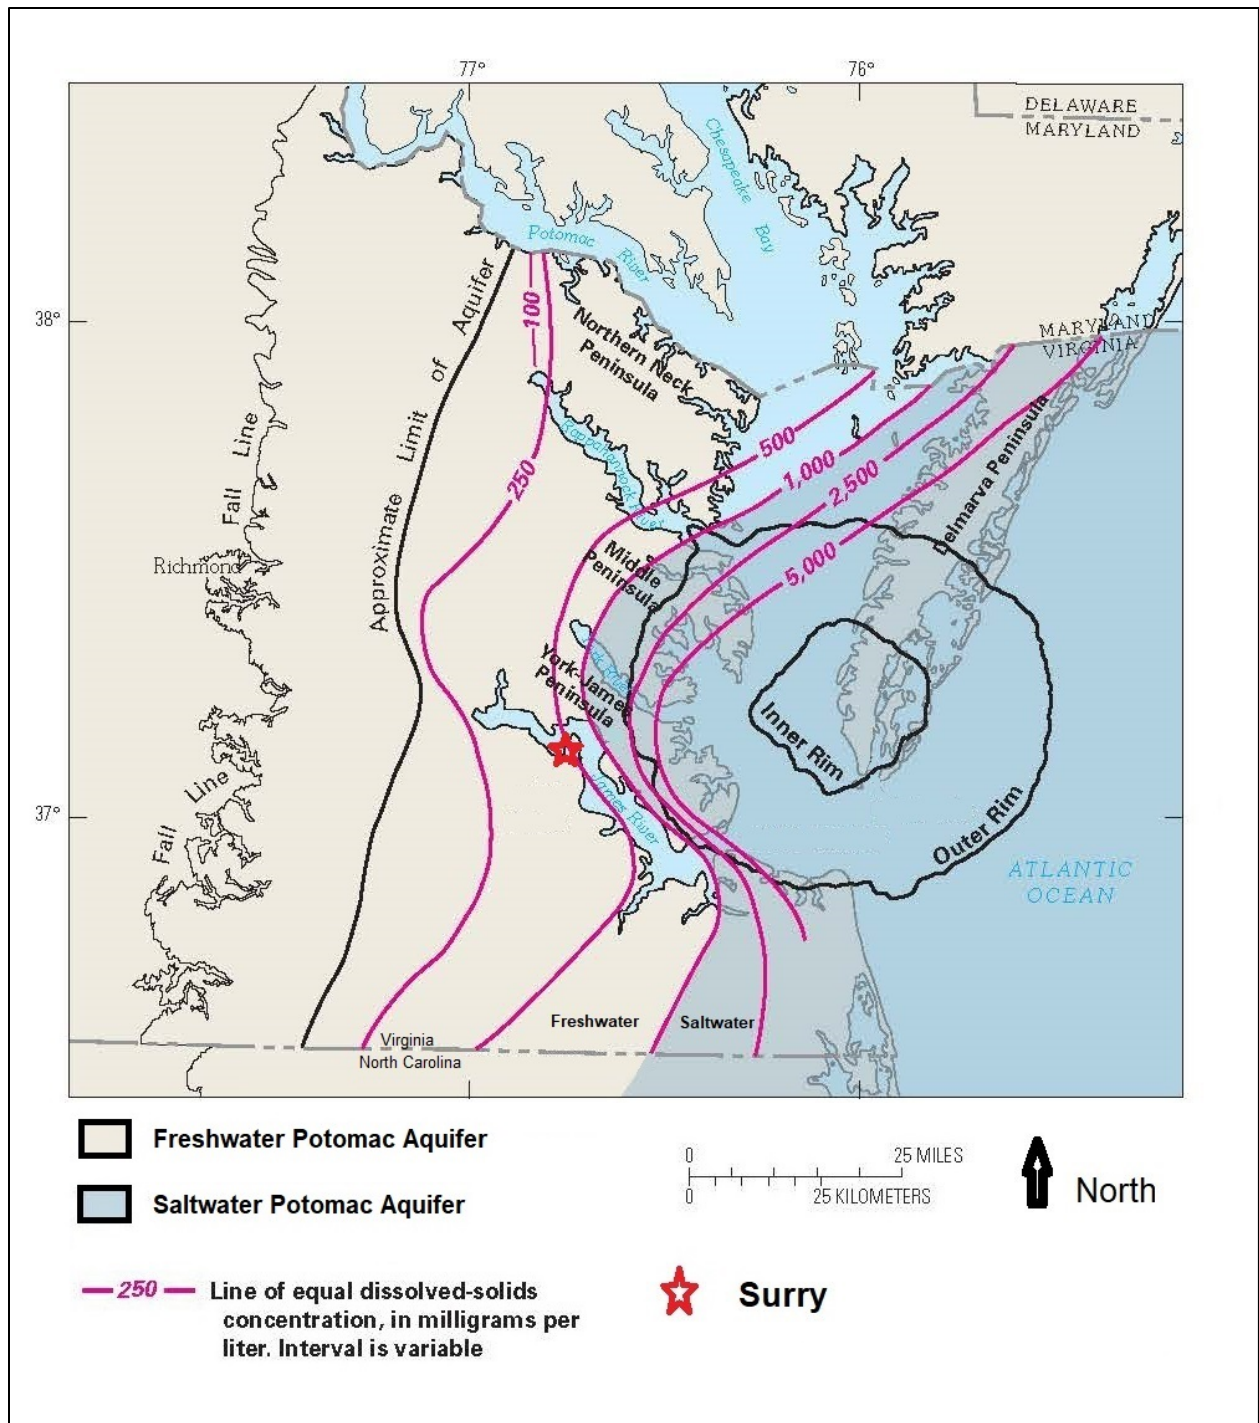 77°
76°
DELAWARE
MARYLAND
Chesapeake
Bay
Potomac
River
38°
MARYLAND
VIRGINIA
100
Northern Neck
Peninsula
Approximate Limit of Aquifer
Fall Line
250
Rappahannock River
500
1,000
2,500
5,000
Delmarva Peninsula
Richmond
Middle
Peninsula
York-James
Peninsula
Inner Rim
Outer Rim
James River
37°
Fall Line
ATLANTIC
OCEAN
Freshwater
Saltwater
Virginia
North Carolina
Freshwater Potomac Aquifer
Saltwater Potomac Aquifer
0
25 MILES
0
25 KILOMETERS
North
250
Line of equal dissolved-solids
concentration, in milligrams per
liter. Interval is variable
Surry